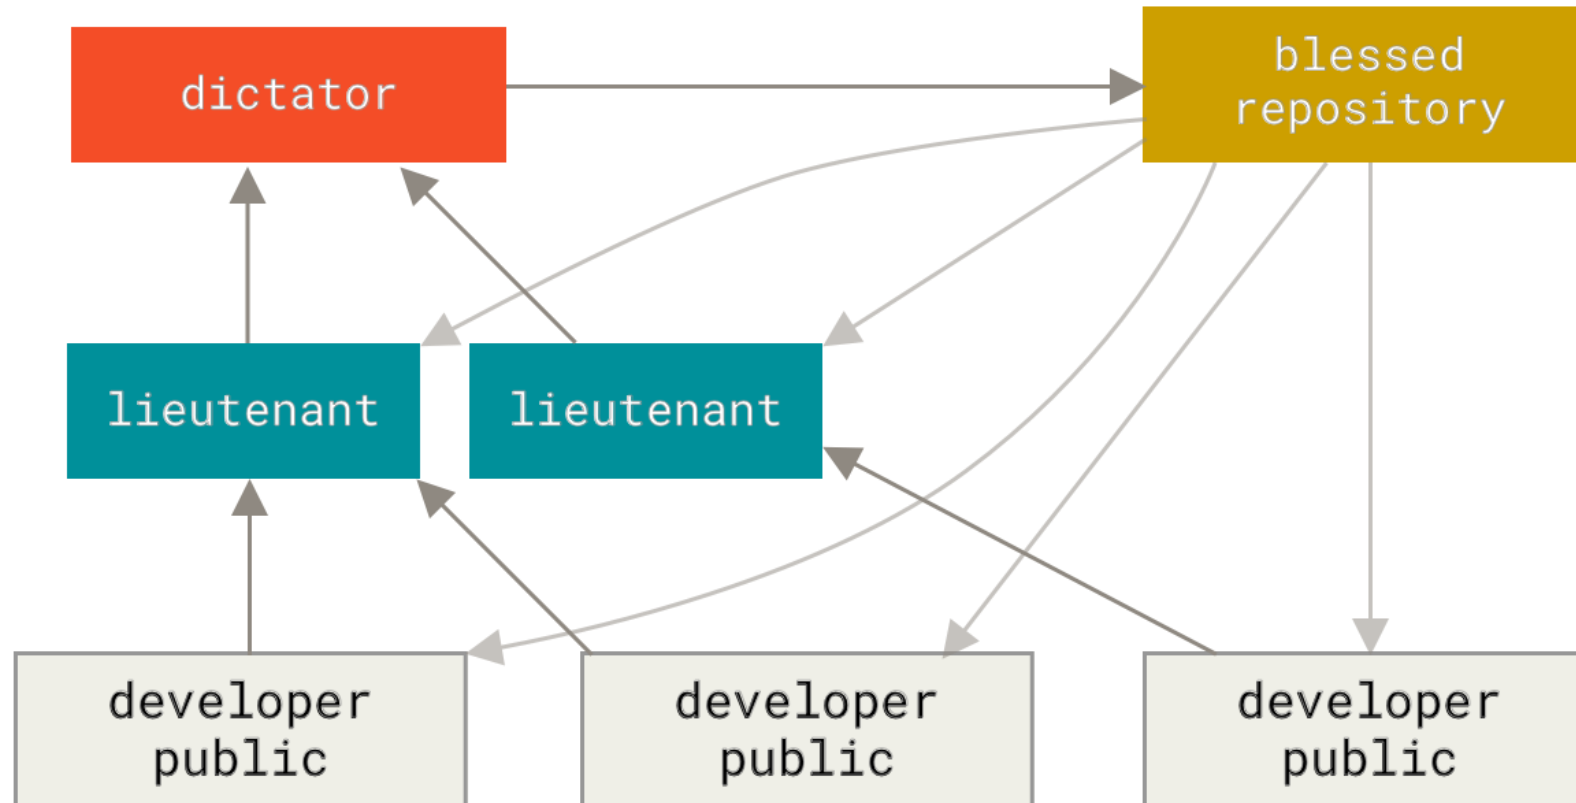 dictator
blessed
repository
lieutenant
lieutenant
developer
public
developer
public
developer
public